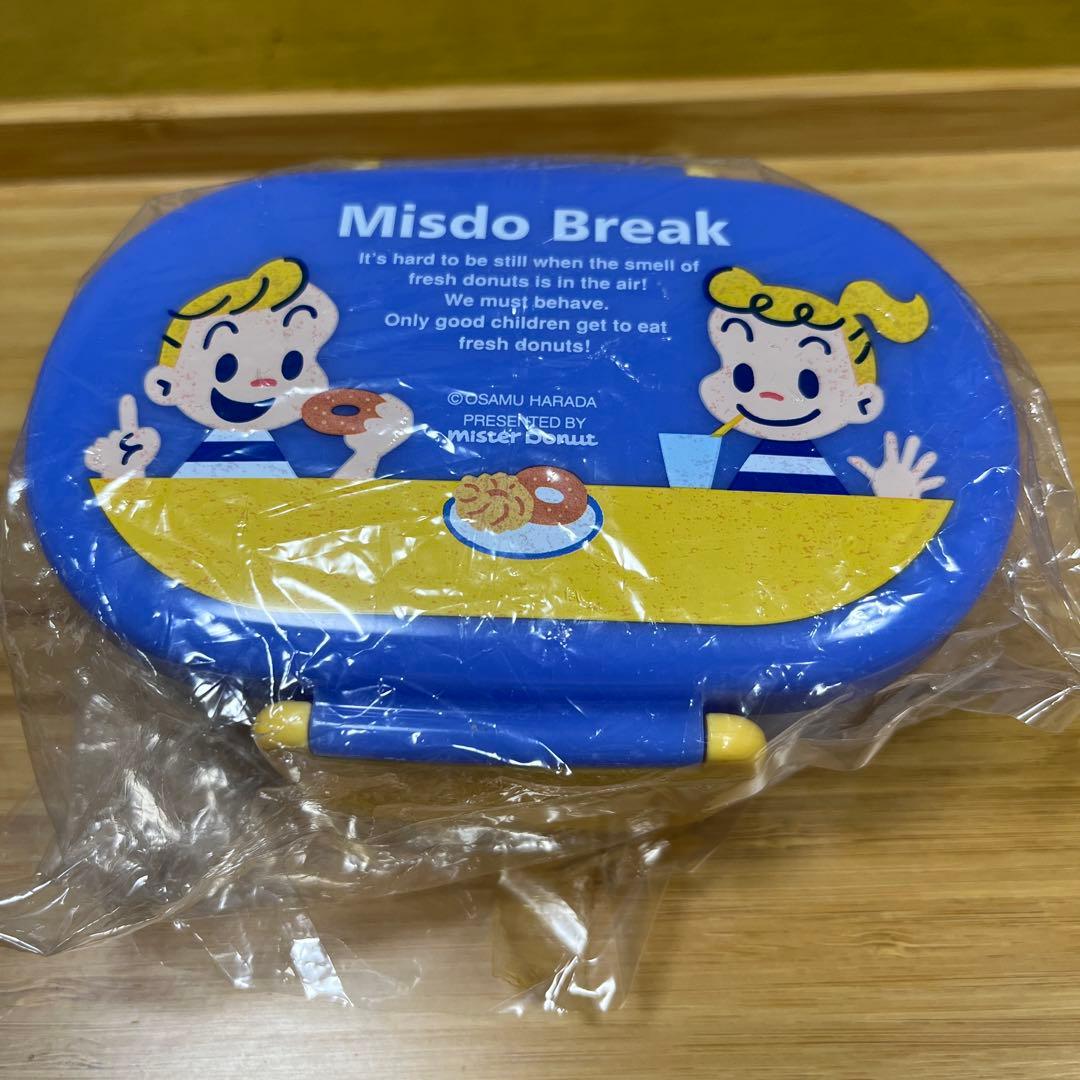 Misdo Break
It's hard to be still when the smell of
fresh donuts is in the air!
We must behave.
Only good children get to eat
fresh donuts!
©OSAMU HARADA
PRESENTED BY
mister Donut